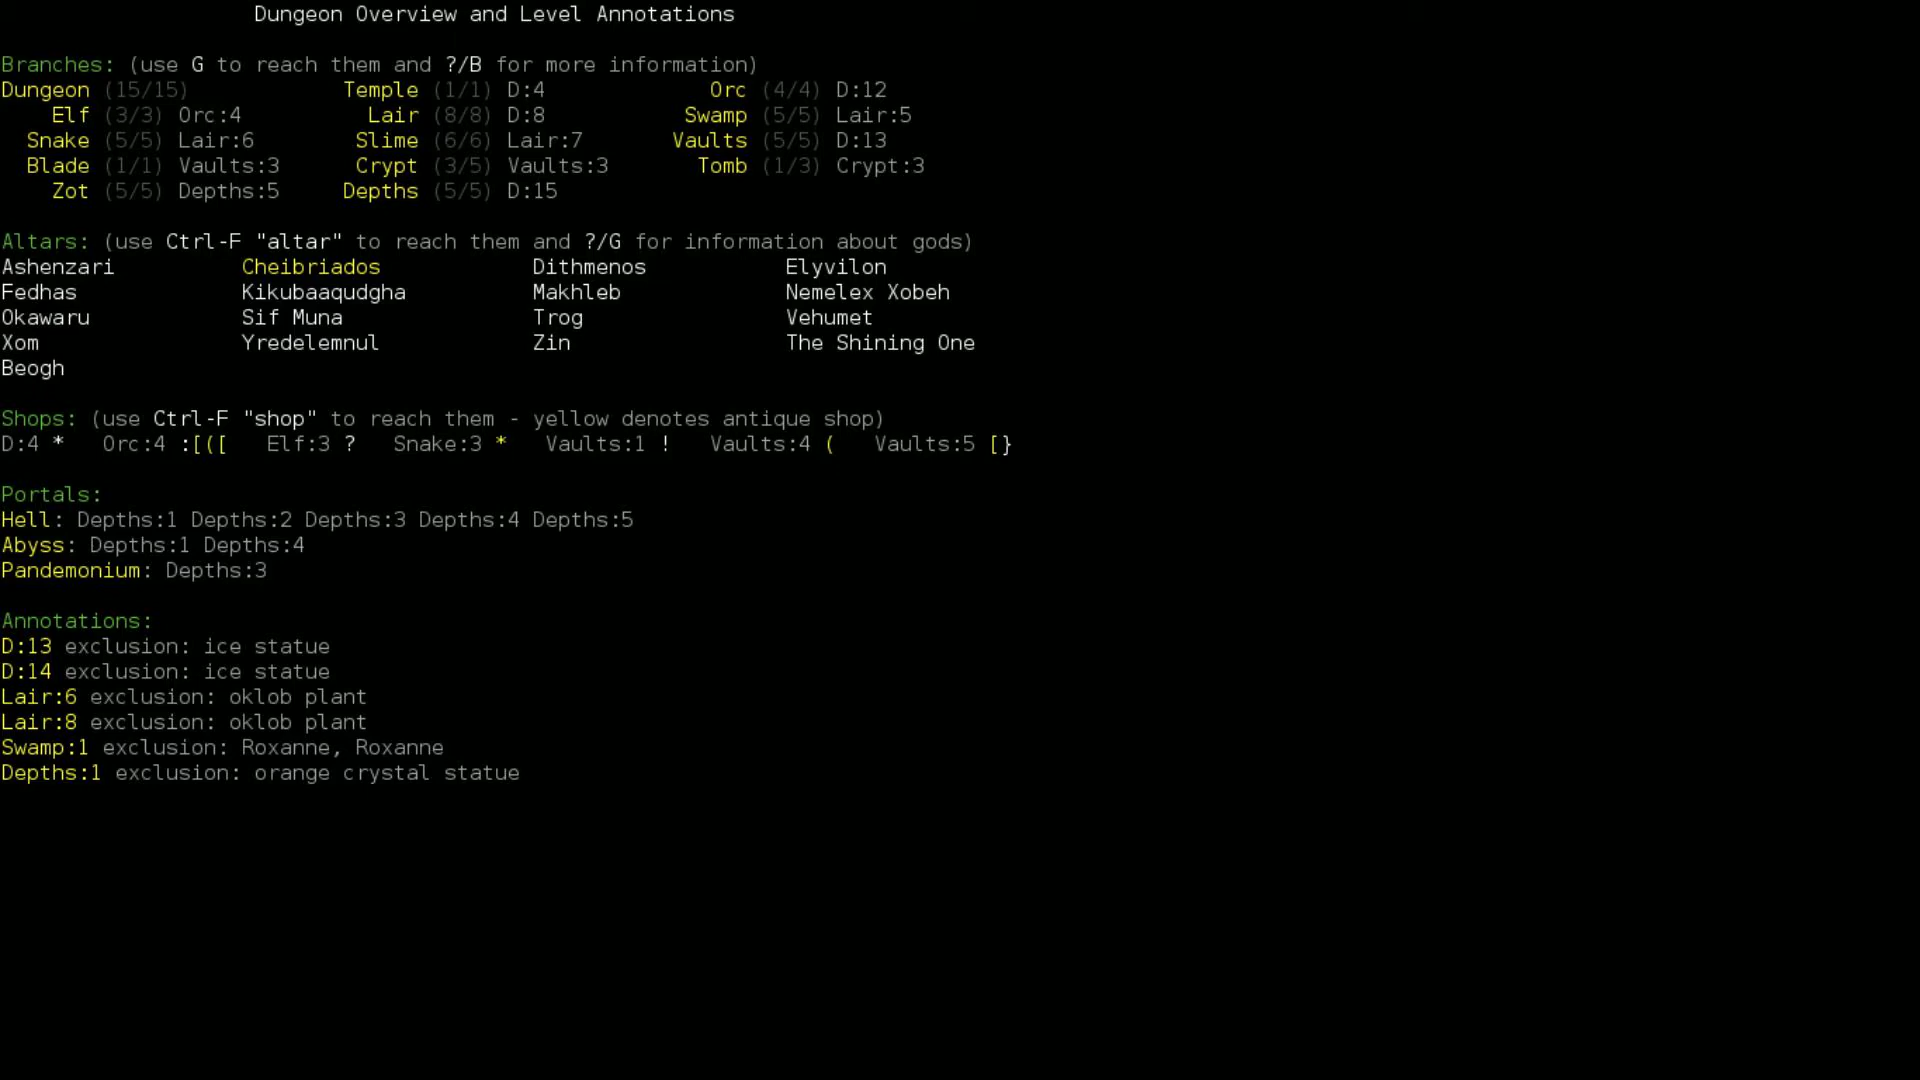 Dungeon Overview and Level Annotations
Branches: (use G to reach them and ?/B for more information)
Dungeon (15/15) Temple (1/1) D:4 Orc (4/4) D:12
Elf (3/3) Orc:4 Lair (8/8) D:8 Swamp (5/5) Lair:5
Snake (5/5) Lair:6 Slime (6/6) Lair:7 Vaults (5/5) D:13
Blade (1/1) Vaults:3 Crypt (3/5) Vaults:3 Tomb (1/3) Crypt:3
Zot (5/5) Depths:5 Depths (5/5) D:15
Altars: (use Ctrl-F "altar" to reach them and ?/G for information about gods)
Ashenzari Cheibriados Dithmenos Elyvilon
Fedhas Kikubaaqudgha Makhleb Nemelex Xobeh
Okawaru Sif Muna Trog Vehumet
Xom Yredelemnul Zin The Shining One
Beogh
Shops: (use Ctrl-F "shop" to reach them - yellow denotes antique shop)
D:4 * Orc:4 :[([ Elf:3 ? Snake:3 * Vaults:1 ! Vaults:4 ( Vaults:5 [}
Portals:
Hell: Depths:1 Depths:2 Depths:3 Depths:4 Depths:5
Abyss: Depths:1 Depths:4
Pandemonium: Depths:3
Annotations:
D:13 exclusion: ice statue
D:14 exclusion: ice statue
Lair:6 exclusion: oklob plant
Lair:8 exclusion: oklob plant
Swamp:1 exclusion: Roxanne, Roxanne
Depths:1 exclusion: orange crystal statue